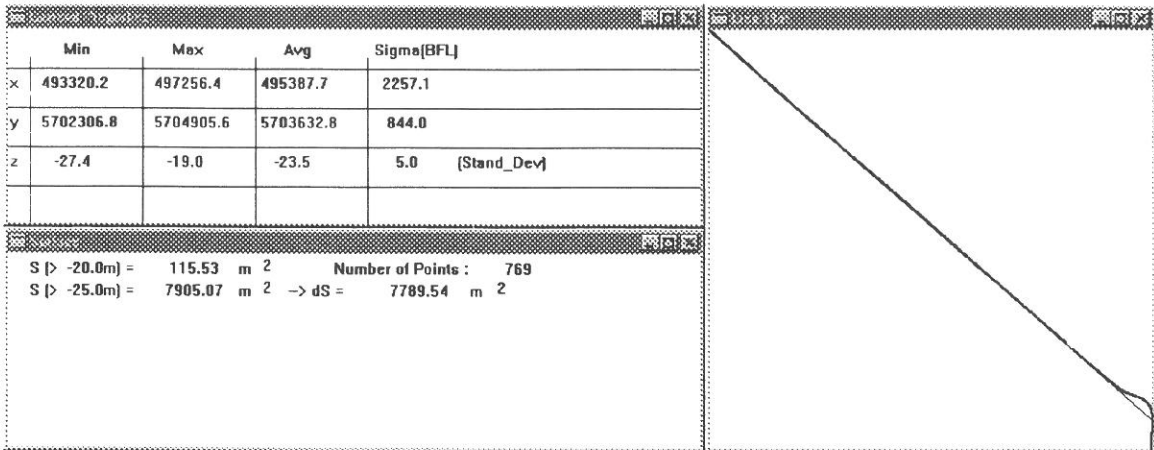 Min Max Avg Sigma(BFL)
x 493320.2 497256.4 495387.7 2257.1
y 5702306.8 5704905.6 5703632.8 844.0
z -27.4 -19.0 -23.5 5.0 (Stand_Dev)
S (> -20.0m) = 115.53 m 2 Number of Points : 769
S (> -25.0m) = 7905.07 m 2 -> dS = 7789.54 m 2